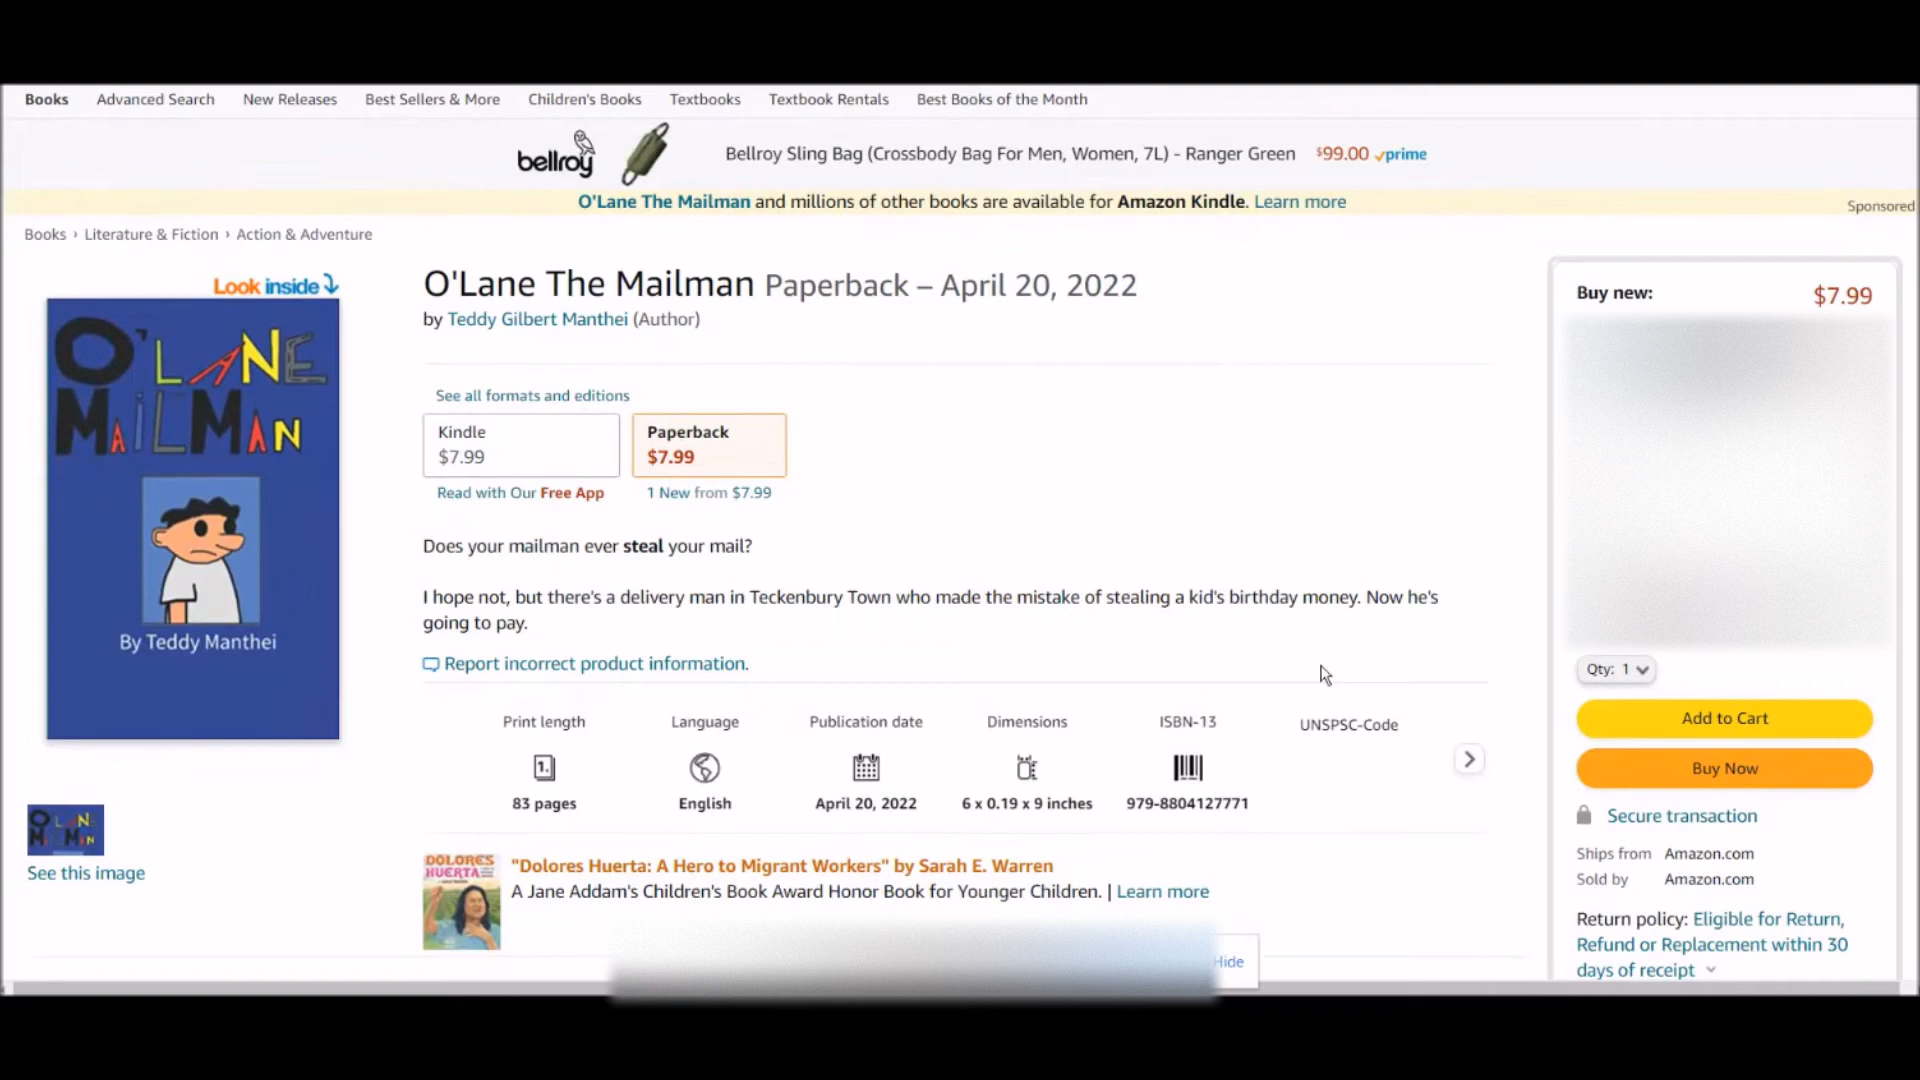 Books Advanced Search New Releases Best Sellers & More Children's Books Textbooks Textbook Rentals Best Books of the Month
bellroy Bellroy Sling Bag (Crossbody Bag For Men, Women, 7L) - Ranger Green $99.00 prime
O'Lane The Mailman and millions of other books are available for Amazon Kindle. Learn more
Sponsored
Books › Literature & Fiction › Action & Adventure
Look inside
O'LANE
MAiLMAN
By Teddy Manthei
See this image
O'Lane The Mailman Paperback – April 20, 2022
by Teddy Gilbert Manthei (Author)
See all formats and editions
Kindle
$7.99
Read with Our Free App
Paperback
$7.99
1 New from $7.99
Does your mailman ever steal your mail?
I hope not, but there's a delivery man in Teckenbury Town who made the mistake of stealing a kid's birthday money. Now he's
going to pay.
Report incorrect product information.
Print length Language Publication date Dimensions ISBN-13 UNSPSC-Code
83 pages English April 20, 2022 6 x 0.19 x 9 inches 979-8804127771
DOLORES
HUERTA:
"Dolores Huerta: A Hero to Migrant Workers" by Sarah E. Warren
A Jane Addam's Children's Book Award Honor Book for Younger Children. | Learn more
Hide
Buy new: $7.99
Qty: 1
Add to Cart
Buy Now
Secure transaction
Ships from Amazon.com
Sold by Amazon.com
Return policy: Eligible for Return,
Refund or Replacement within 30
days of receipt